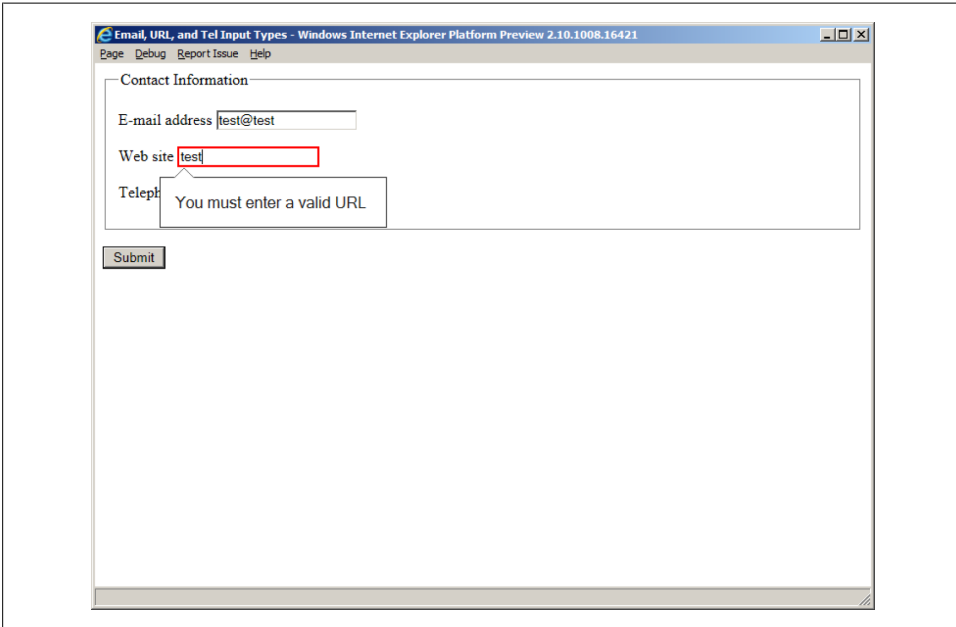 Email, URL, and Tel Input Types - Windows Internet Explorer Platform Preview 2.10.1008.16421
Page Debug Report Issue Help
Contact Information
E-mail address test@test
Web site test
Teleph
You must enter a valid URL
Submit